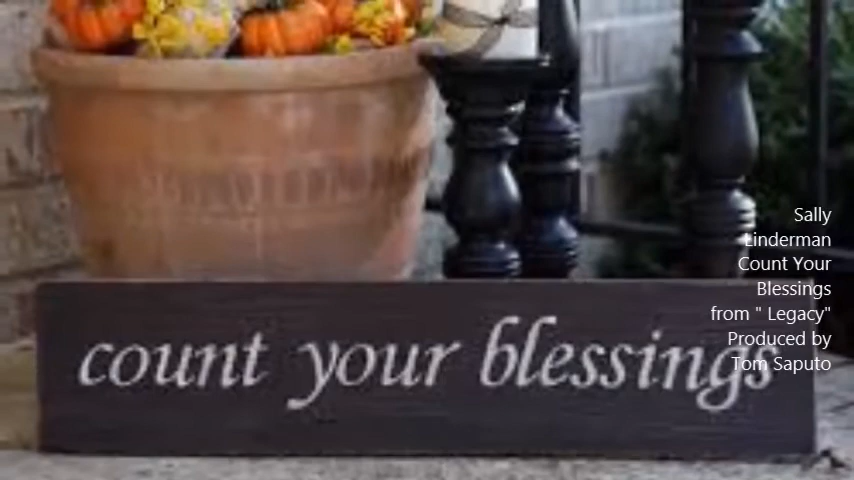 Sally
Linderman
Count Your
Blessings
from " Legacy"
Produced by
Tom Saputo
count your blessings